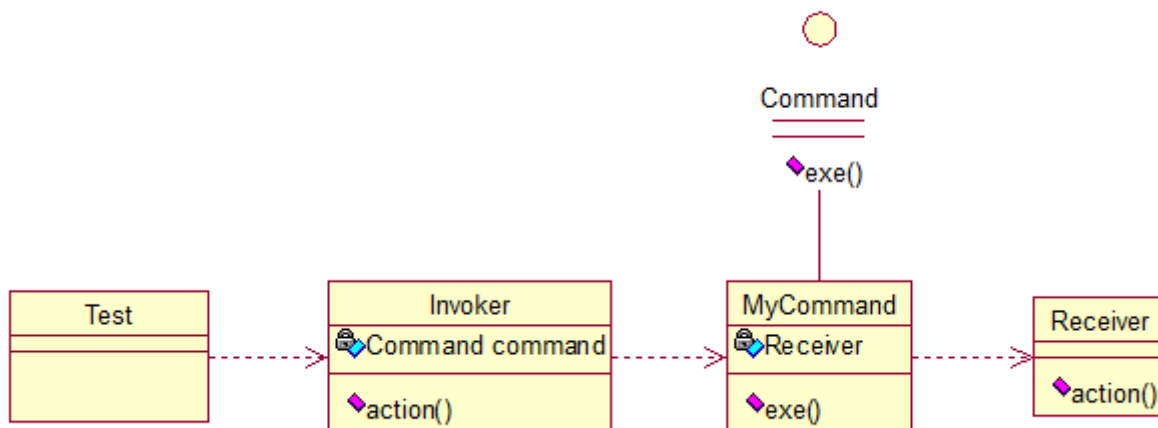 Command
exe()
Test
Invoker
Command command
action()
MyCommand
Receiver
exe()
Receiver
action()